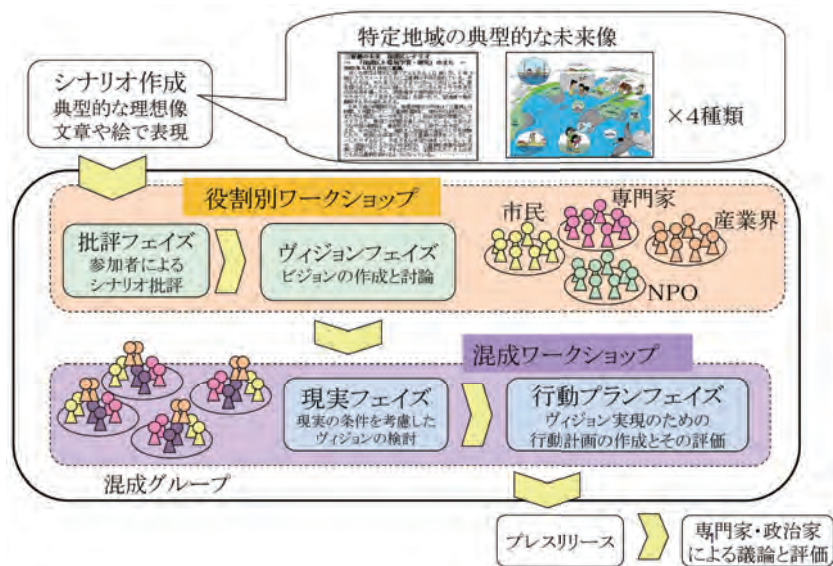 特定地域の典型的な未来像
シナリオ作成
典型的な理想像
文章や絵で表現
×4種類
役割別ワークショップ
批評フェイズ
参加者による
シナリオ批評
ヴィジョンフェイズ
ビジョンの作成と討論
市民
専門家
産業界
NPO
混成ワークショップ
現実フェイズ
現実の条件を考慮した
ヴィジョンの検討
行動プランフェイズ
ヴィジョン実現のための
行動計画の作成とその評価
混成グループ
プレスリリース
専門家・政治家
による議論と評価